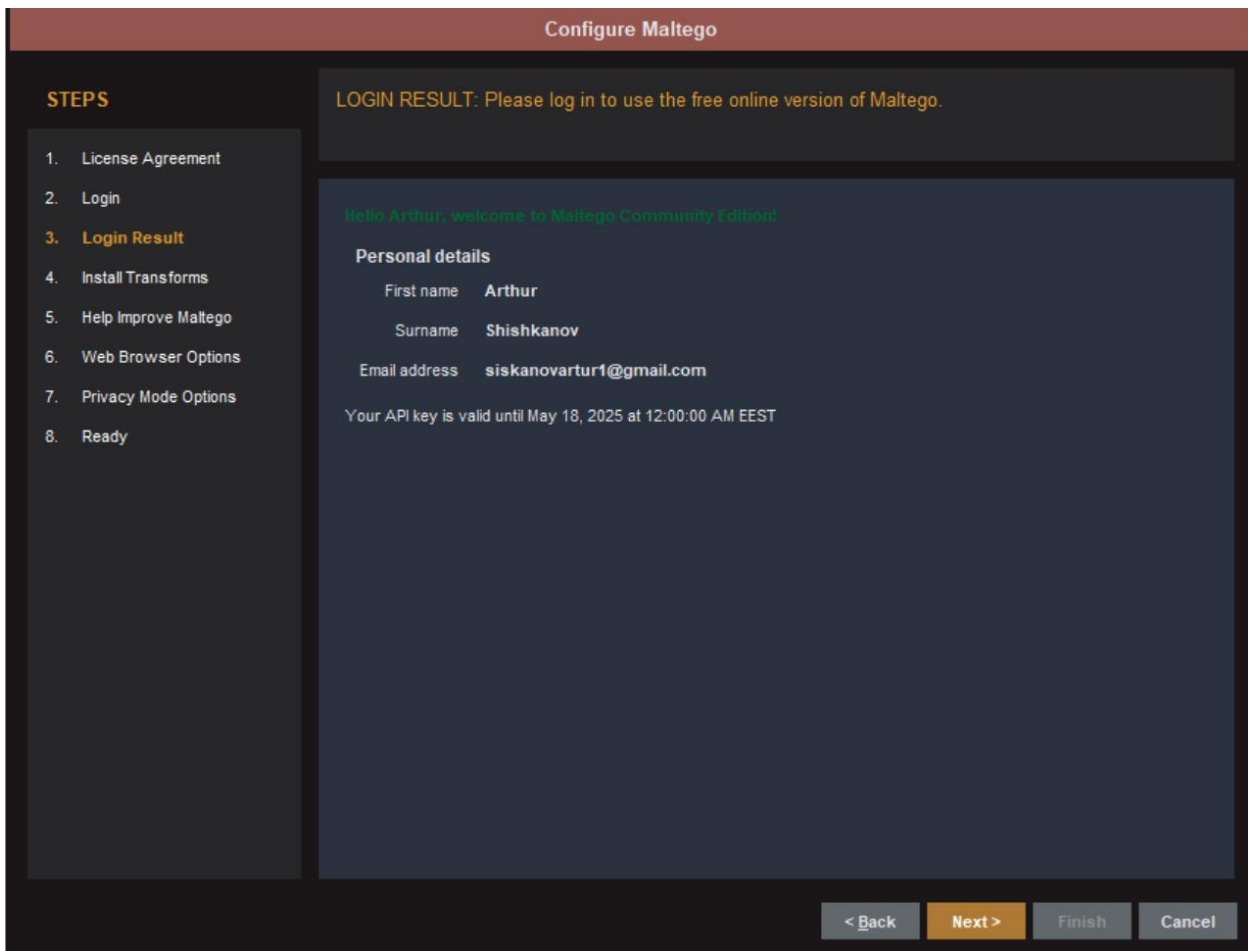 Configure Maltego
STEPS
1. License Agreement
2. Login
3. Login Result
4. Install Transforms
5. Help Improve Maltego
6. Web Browser Options
7. Privacy Mode Options
8. Ready
LOGIN RESULT: Please log in to use the free online version of Maltego.
Hello Arthur, welcome to Maltego Community Edition!
Personal details
First name Arthur
Surname Shishkanov
Email address siskanovartur1@gmail.com
Your API key is valid until May 18, 2025 at 12:00:00 AM EEST
< Back Next > Finish Cancel